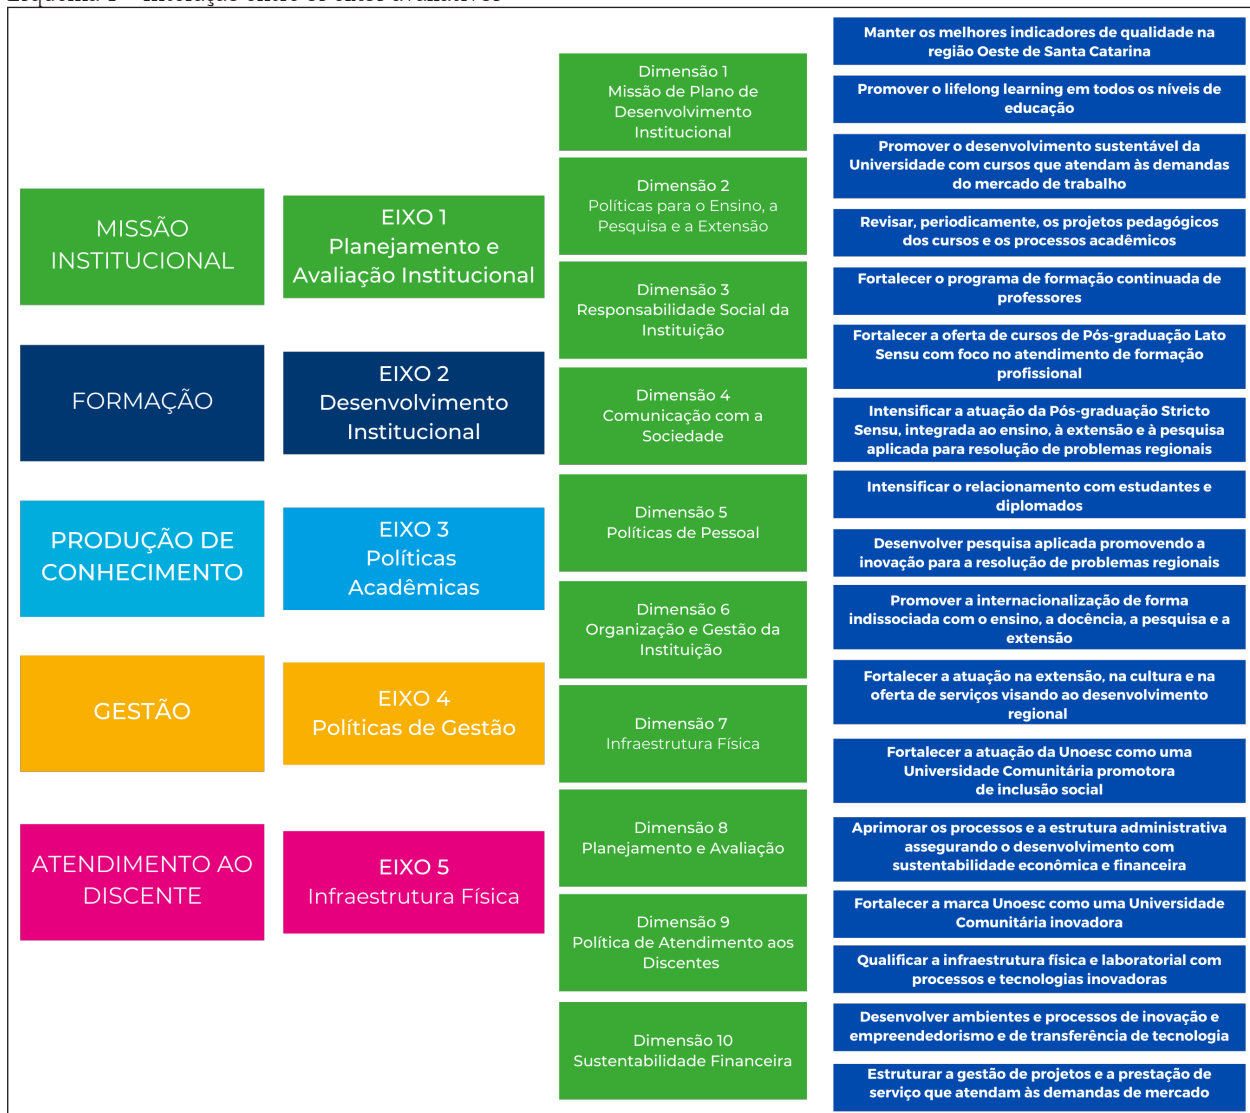 MISSÃO
INSTITUCIONAL
FORMAÇÃO
PRODUÇÃO DE
CONHECIMENTO
GESTÃO
ATENDIMENTO AO
DISCENTE
EIXO 1
Planejamento e
Avaliação Institucional
EIXO 2
Desenvolvimento
Institucional
EIXO 3
Políticas
Acadêmicas
EIXO 4
Políticas de Gestão
EIXO 5
Infraestrutura Física
Dimensão 1
Missão de Plano de
Desenvolvimento
Institucional
Dimensão 2
Políticas para o Ensino, a
Pesquisa e a Extensão
Dimensão 3
Responsabilidade Social da
Instituição
Dimensão 4
Comunicação com a
Sociedade
Dimensão 5
Políticas de Pessoal
Dimensão 6
Organização e Gestão da
Instituição
Dimensão 7
Infraestrutura Física
Dimensão 8
Planejamento e Avaliação
Dimensão 9
Política de Atendimento aos
Discentes
Dimensão 10
Sustentabilidade Financeira
Manter os melhores indicadores de qualidade na
região Oeste de Santa Catarina
Promover o lifelong learning em todos os níveis de
educação
Promover o desenvolvimento sustentável da
Universidade com cursos que atendam às demandas
do mercado de trabalho
Revisar, periodicamente, os projetos pedagógicos
dos cursos e os processos acadêmicos
Fortalecer o programa de formação continuada de
professores
Fortalecer a oferta de cursos de Pós-graduação Lato
Sensu com foco no atendimento de formação
profissional
Intensificar a atuação da Pós-graduação Stricto
Sensu, integrada ao ensino, à extensão e à pesquisa
aplicada para resolução de problemas regionais
Intensificar o relacionamento com estudantes e
diplomados
Desenvolver pesquisa aplicada promovendo a
inovação para a resolução de problemas regionais
Promover a internacionalização de forma
indissociada com o ensino, a docência, a pesquisa e a
extensão
Fortalecer a atuação na extensão, na cultura e na
oferta de serviços visando ao desenvolvimento
regional
Fortalecer a atuação da Unoesc como uma
Universidade Comunitária promotora
de inclusão social
Aprimorar os processos e a estrutura administrativa
assegurando o desenvolvimento com
sustentabilidade econômica e financeira
Fortalecer a marca Unoesc como uma Universidade
Comunitária inovadora
Qualificar a infraestrutura física e laboratorial com
processos e tecnologias inovadoras
Desenvolver ambientes e processos de inovação e
empreendedorismo e de transferência de tecnologia
Estruturar a gestão de projetos e a prestação de
serviço que atendam às demandas de mercado